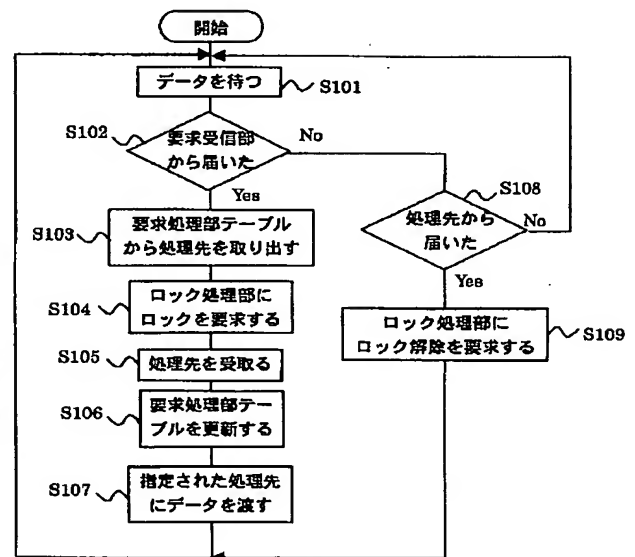 開始
データを待つ
S101
S102
要求受信部
から届いた
No
Yes
S103
要求処理部テーブル
から処理先を取り出す
S104
ロック処理部に
ロックを要求する
S105
処理先を受取る
S106
要求処理部テー
ブルを更新する
S107
指定された処理先
にデータを渡す
S108
処理先から
届いた
No
Yes
ロック処理部に
ロック解除を要求する
S109